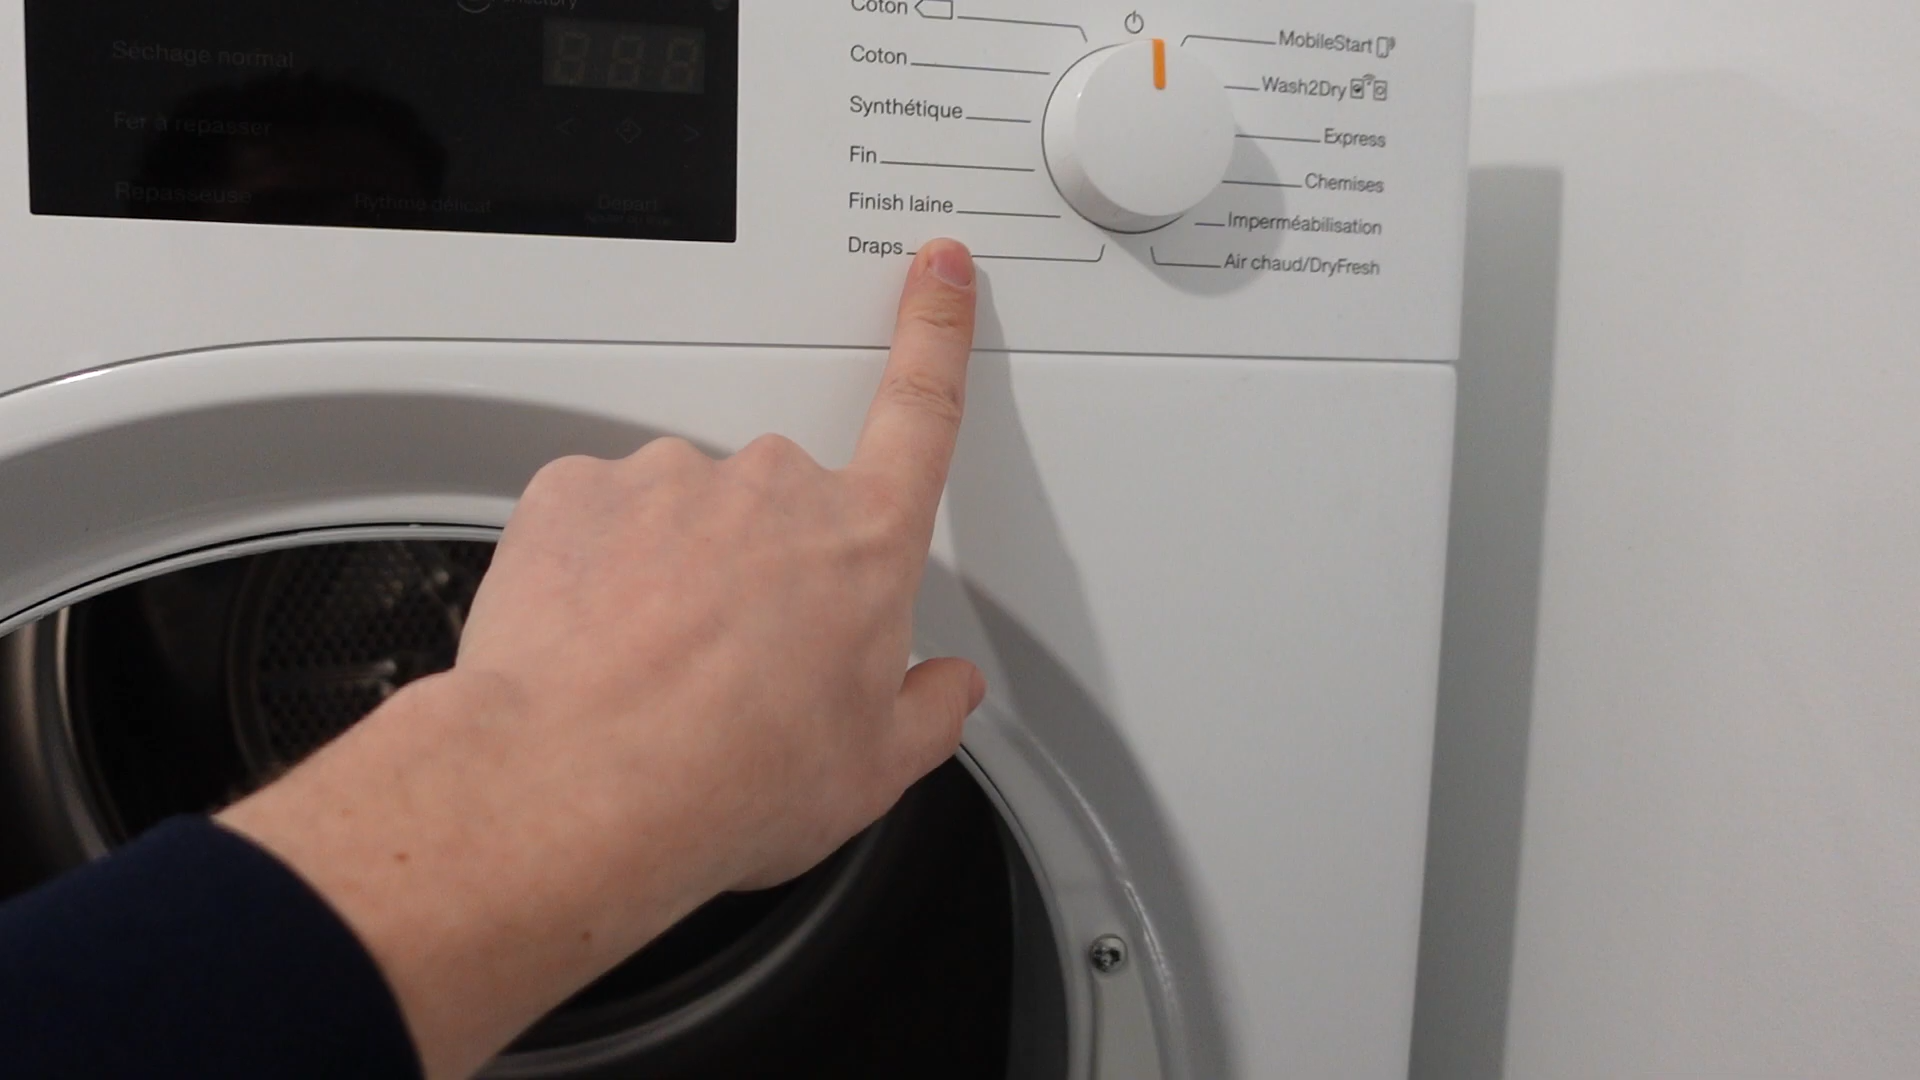 Séchage normal
Fer à repasser
Repasseuse
Rythme délicat
Départ
Coton
Coton
Synthétique
Fin
Finish laine
Draps
MobileStart
Wash2Dry
Express
Chemises
Imperméabilisation
Air chaud/DryFresh